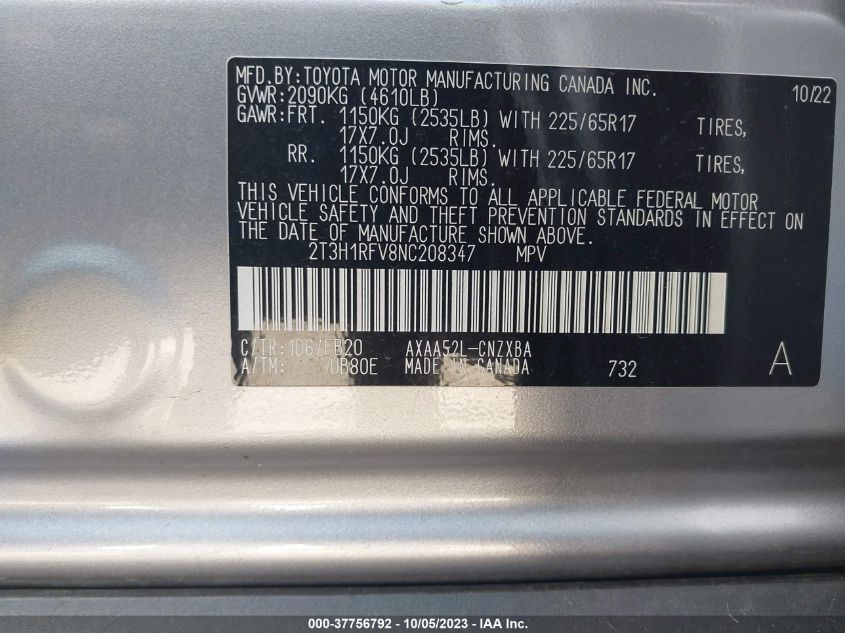 MFD.BY:TOYOTA MOTOR MANUFACTURING CANADA INC. 10/22
GVWR:2090KG (4610LB)
GAWR:FRT. 1150KG (2535LB) WITH 225/65R17 TIRES,
17X7.0J RIMS.
RR. 1150KG (2535LB) WITH 225/65R17 TIRES,
17X7.0J RIMS.
THIS VEHICLE CONFORMS TO ALL APPLICABLE FEDERAL MOTOR
VEHICLE SAFETY AND THEFT PREVENTION STANDARDS IN EFFECT ON
THE DATE OF MANUFACTURE SHOWN ABOVE.
2T3H1RFV8NC208347 MPV
C/TR:1D6/FB20 AXAA52L-CNZXBA
A/TM: /UB80E MADE IN CANADA 732 A
000-37756792 - 10/05/2023 - IAA Inc.